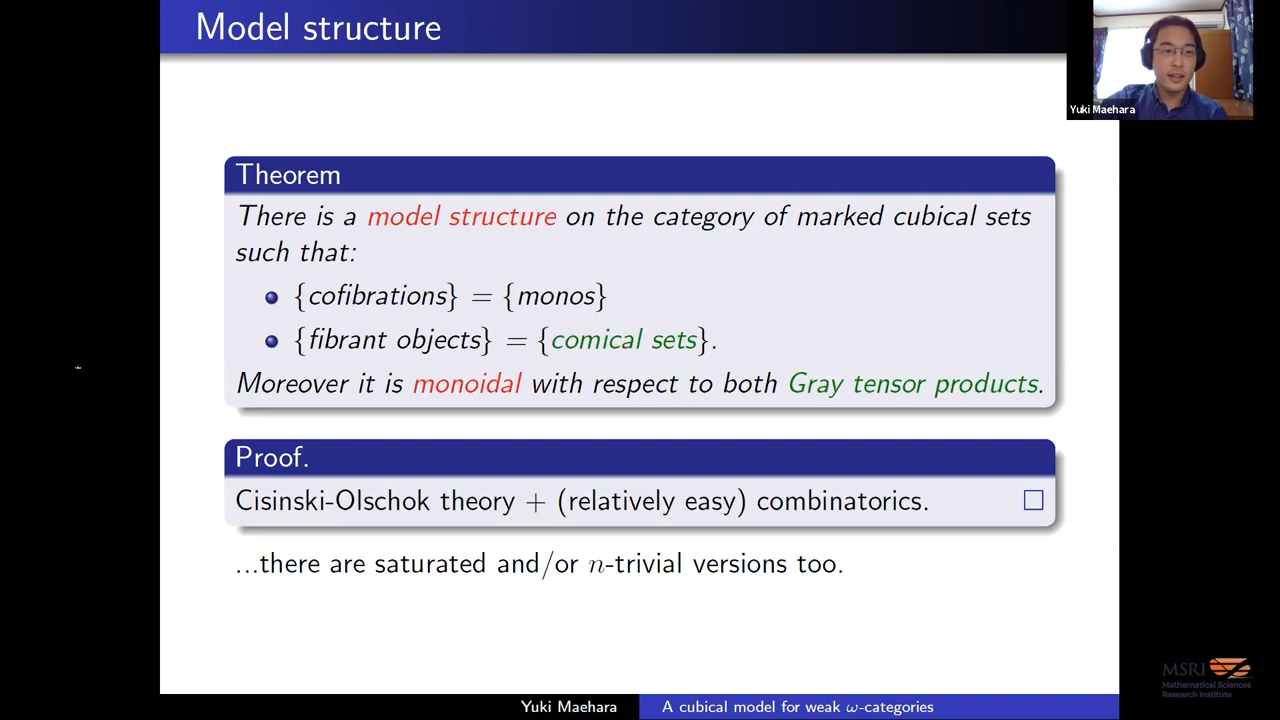 Model structure
Yuki Maehara
Theorem
There is a model structure on the category of marked cubical sets
such that:
{cofibrations} = {monos}
{fibrant objects} = {comical sets}.
Moreover it is monoidal with respect to both Gray tensor products.
Proof.
Cisinski-Olschok theory + (relatively easy) combinatorics. □
...there are saturated and/or n-trivial versions too.
MSRI
Mathematical Sciences
Research Institute
Yuki Maehara A cubical model for weak ω-categories